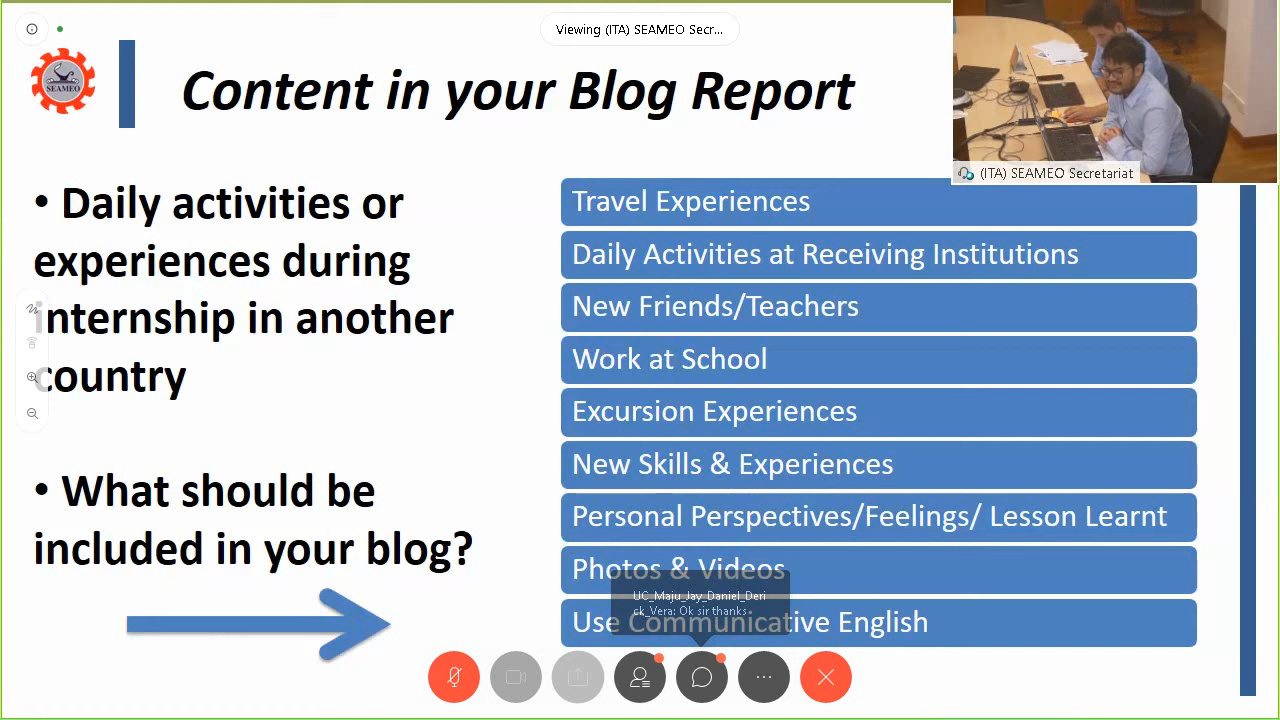 Viewing (ITA) SEAMEO Secr...
SEAMEO
Content in your Blog Report
(ITA) SEAMEO Secretariat
• Daily activities or
experiences during
internship in another
country
• What should be
included in your blog?
Travel Experiences
Daily Activities at Receiving Institutions
New Friends/Teachers
Work at School
Excursion Experiences
New Skills & Experiences
Personal Perspectives/Feelings/ Lesson Learnt
Photos & Videos
Use Communicative English
UC_Maju_Jay_Daniel_Deri
ck_Vera: Ok sir thanks